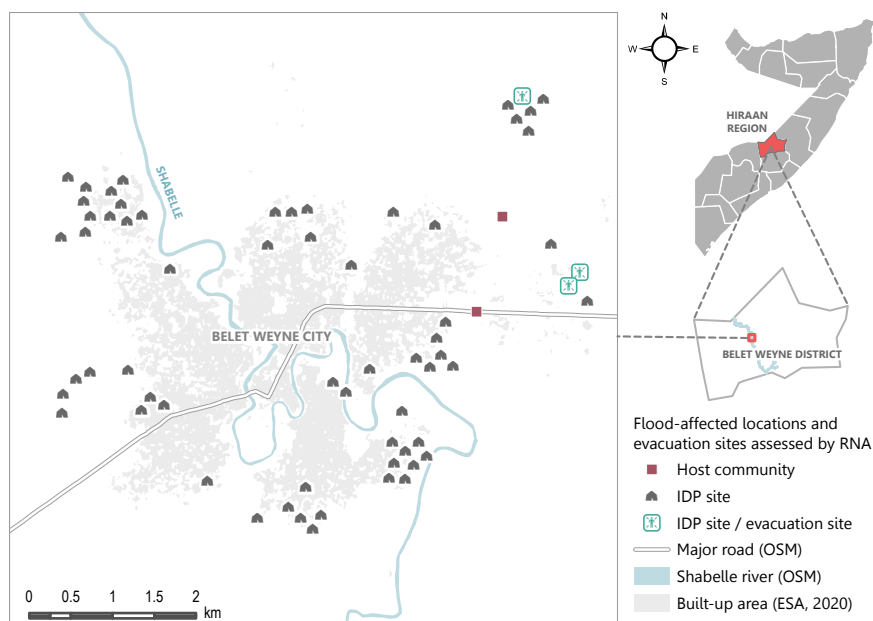 SHABELLE
BELET WEYNE CITY
0 0.5 1 1.5 2
km
N
W E
S
HIRAAN
REGION
BELET WEYNE DISTRICT
Flood-affected locations and
evacuation sites assessed by RNA
Host community
IDP site
IDP site / evacuation site
Major road (OSM)
Shabelle river (OSM)
Built-up area (ESA, 2020)